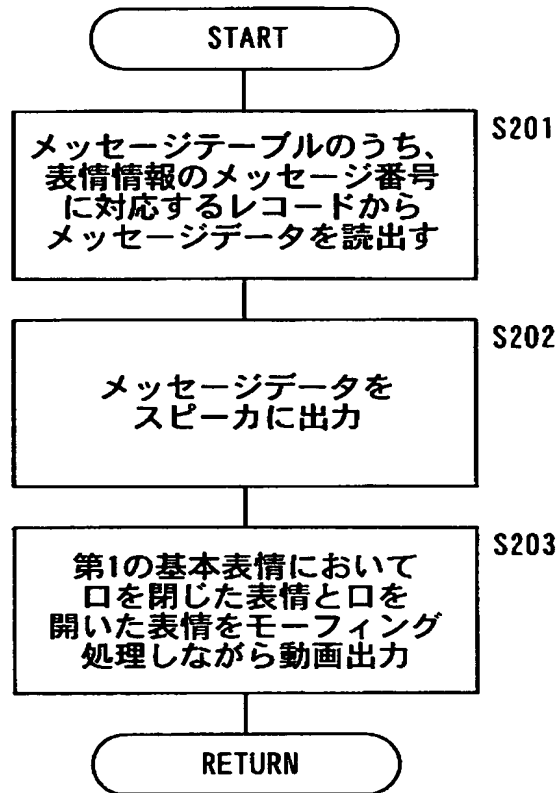 START
S201
メッセージテーブルのうち、
表情情報のメッセージ番号
に対応するレコードから
メッセージデータを読出す
S202
メッセージデータを
スピーカに出力
S203
第1の基本表情において
口を閉じた表情と口を
開いた表情をモーフィング
処理しながら動画出力
RETURN